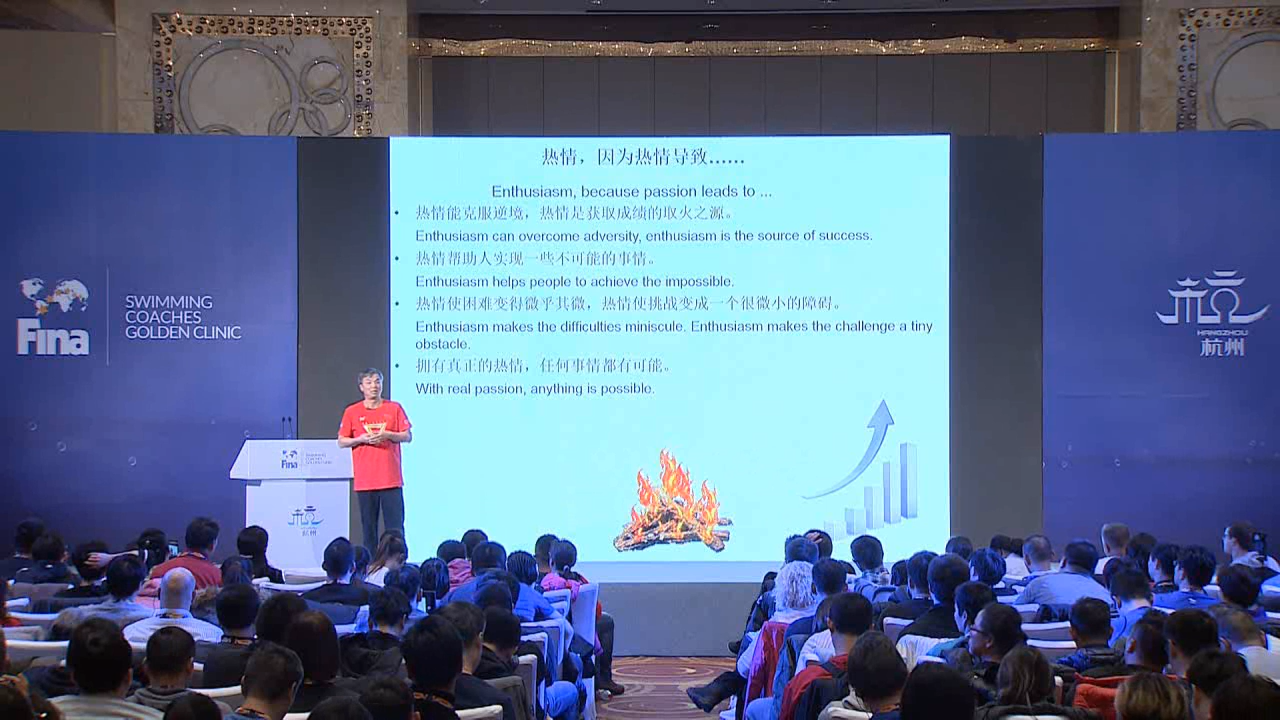 热情，因为热情导致……
Enthusiasm, because passion leads to ...
• 热情能克服逆境，热情是获取成绩的取火之源。
Enthusiasm can overcome adversity, enthusiasm is the source of success.
• 热情帮助人实现一些不可能的事情。
Enthusiasm helps people to achieve the impossible.
• 热情使困难变得微乎其微，热情使挑战变成一个很微小的障碍。
Enthusiasm makes the difficulties miniscule. Enthusiasm makes the challenge a tiny
obstacle.
• 拥有真正的热情，任何事情都有可能。
With real passion, anything is possible.
FINA
SWIMMING
COACHES
GOLDEN CLINIC
HANGZHOU
杭州
FINA
SWIMMING
COACHES
GOLDEN CLINIC
杭州